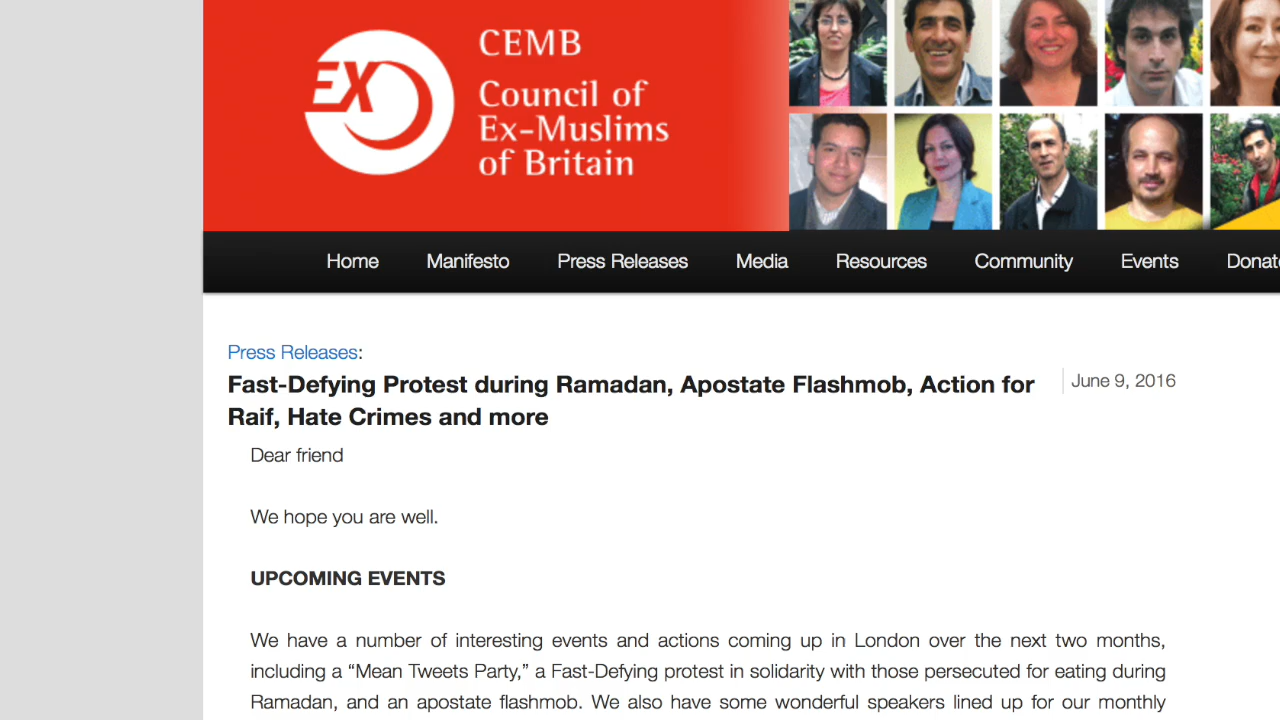 EX
CEMB
Council of
Ex-Muslims
of Britain
Home Manifesto Press Releases Media Resources Community Events
Press Releases:
Fast-Defying Protest during Ramadan, Apostate Flashmob, Action for
Raif, Hate Crimes and more
June 9, 2016
Dear friend
We hope you are well.
UPCOMING EVENTS
We have a number of interesting events and actions coming up in London over the next two months,
including a “Mean Tweets Party,” a Fast-Defying protest in solidarity with those persecuted for eating during
Ramadan, and an apostate flashmob. We also have some wonderful speakers lined up for our monthly